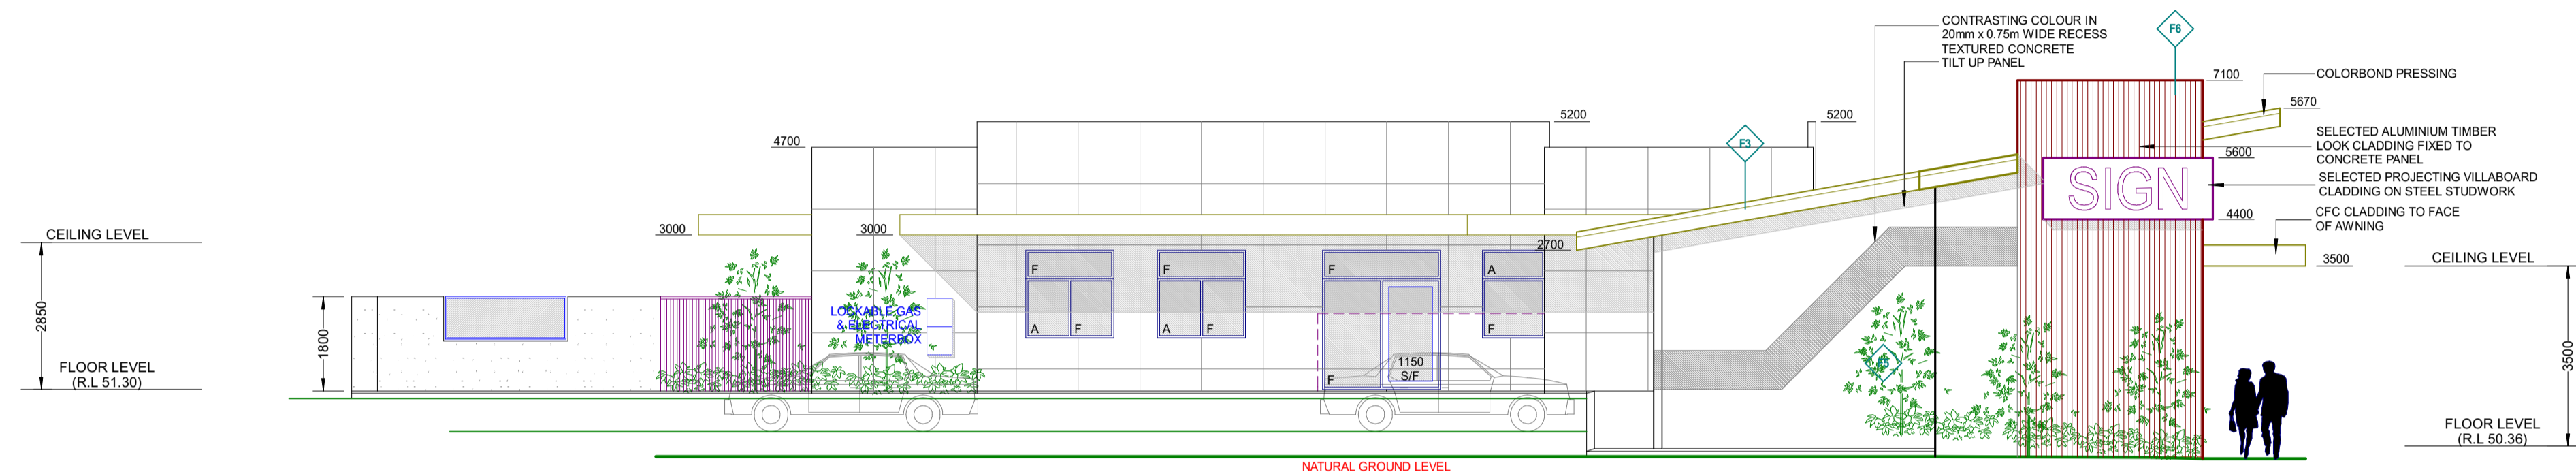 CONTRASTING COLOUR IN
20mm x 0.75m WIDE RECESS
TEXTURED CONCRETE
TILT UP PANEL
F6
7100
COLORBOND PRESSING
5670
5200
5200
4700
F3
SELECTED ALUMINIUM TIMBER
LOOK CLADDING FIXED TO
CONCRETE PANEL
5600
SIGN
SELECTED PROJECTING VILLABOARD
CLADDING ON STEEL STUDWORK
4400
CFC CLADDING TO FACE
OF AWNING
3000
3000
2700
CEILING LEVEL
3500
CEILING LEVEL
F
F
F
A
2850
1800
LOCKABLE GAS
& ELECTRICAL
METERBOX
A
F
A
F
F
FLOOR LEVEL
(R.L 51.30)
1150
S/F
F
3500
FLOOR LEVEL
(R.L 50.36)
NATURAL GROUND LEVEL